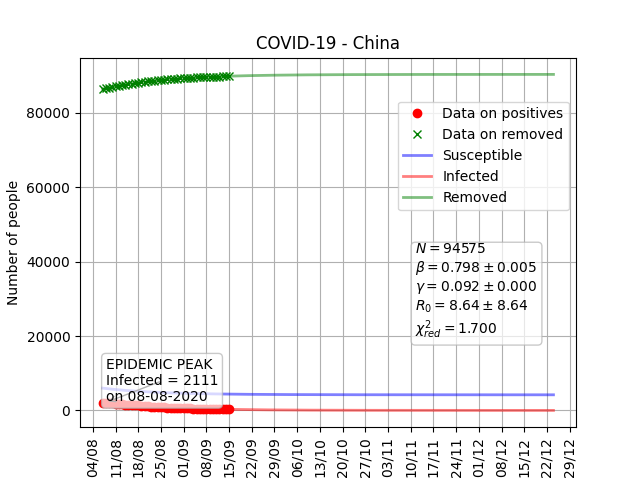 COVID-19 - China
Number of people
80000
60000
40000
20000
0
Data on positives
Data on removed
Susceptible
Infected
Removed
N = 94575
β = 0.798 ± 0.005
γ = 0.092 ± 0.000
R₀ = 8.64 ± 8.64
χ²red = 1.700
EPIDEMIC PEAK
Infected = 2111
on 08-08-2020
04/08
11/08
18/08
25/08
01/09
08/09
15/09
22/09
29/09
06/10
13/10
20/10
27/10
03/11
10/11
17/11
24/11
01/12
08/12
15/12
22/12
29/12